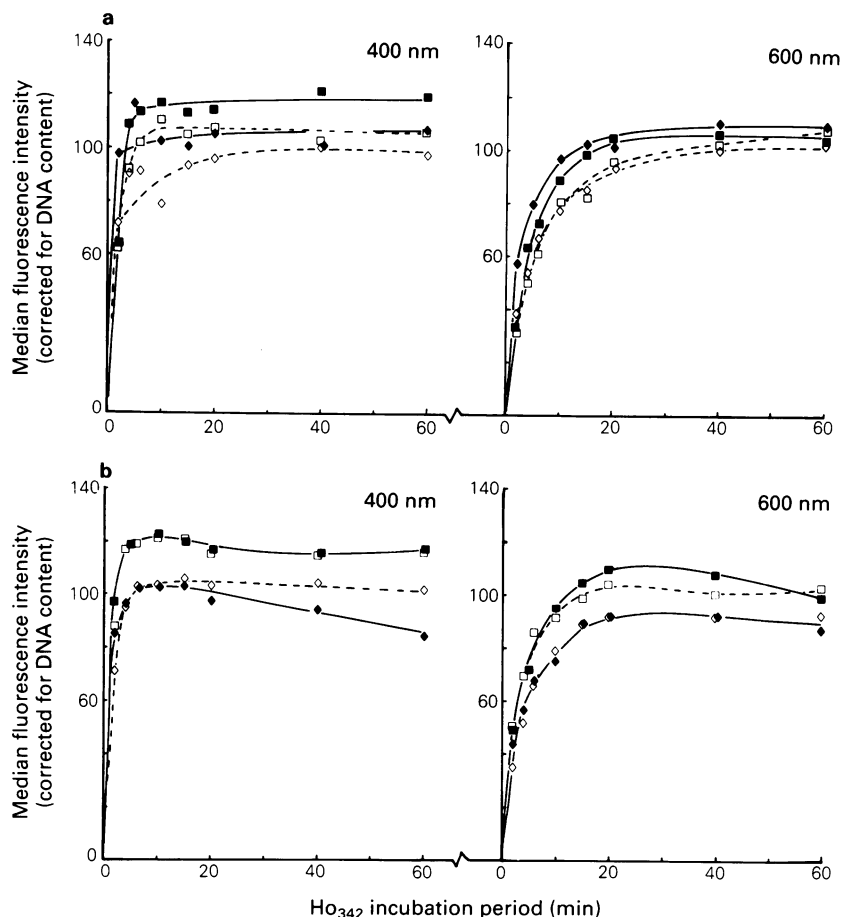 a
400 nm
600 nm
Median fluorescence intensity
(corrected for DNA content)
140
100
60
0
0 20 40 60
140
100
60
0 20 40 60
b
400 nm
600 nm
Median fluorescence intensity
(corrected for DNA content)
140
100
60
0
0 20 40 60
140
100
60
0 20 40 60
Ho342 incubation period (min)